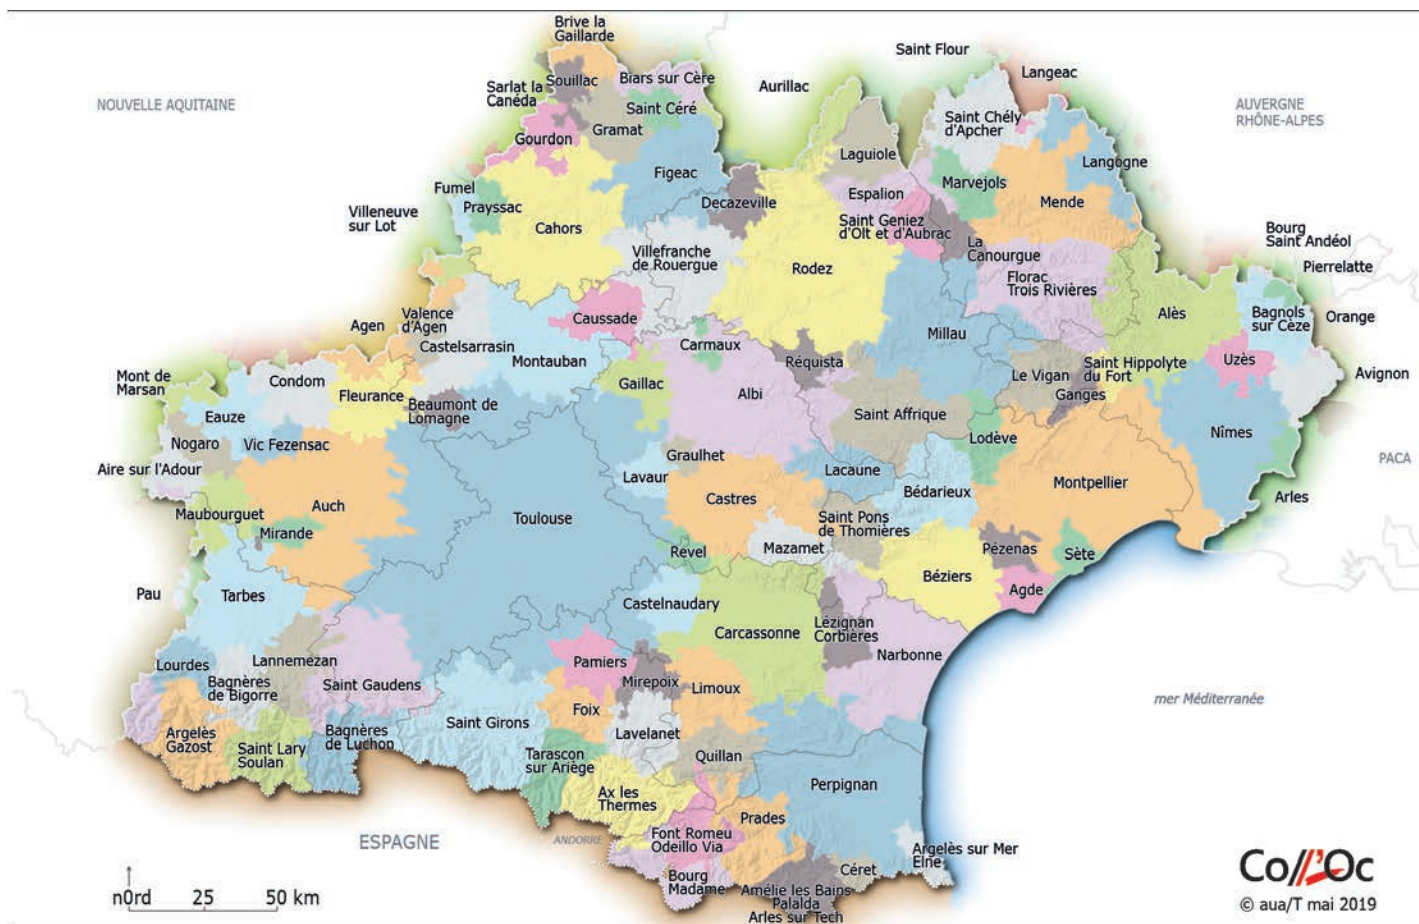 Brive la
Gaillarde
Saint Flour
Souillac
Biars sur Cère
Aurillac
Langeac
Sarlat la
Canéda
NOUVELLE AQUITAINE
Saint Céré
AUVERGNE
RHÔNE-ALPES
Saint Chély
d'Apcher
Gramat
Gourdon
Laguiole
Langogne
Figeac
Marvejols
Fumel
Espalion
Prayssac
Decazeville
Mende
Villeneuve
sur Lot
Saint Geniez
d'Olt et d'Aubrac
Cahors
Bourg
Saint Andéol
La
Canourgue
Villefranche
de Rouergue
Rodez
Pierrelatte
Florac
Trois Rivières
Valence
d'Agen
Agen
Caussade
Alès
Bagnols
sur Cèze
Orange
Castelsarrasin
Millau
Carmaux
Montauban
Réquista
Saint Hippolyte
du Fort
Uzès
Mont de
Marsan
Condom
Le Vigan
Avignon
Gaillac
Fleurance
Albi
Ganges
Beaumont de
Lomagne
Eauze
Saint Affrique
Nîmes
Nogaro
Vic Fezensac
Lodève
Graulhet
PACA
Aire sur l'Adour
Lacaune
Lavaur
Montpellier
Bédarieux
Arles
Castres
Auch
Maubourguet
Toulouse
Saint Pons
de Thomières
Mirande
Mazamet
Pézenas
Revel
Sète
Béziers
Agde
Pau
Tarbes
Castelnaudary
Lézignan
Corbières
Carcassonne
Narbonne
Lourdes
Lannemezan
Pamiers
Bagnères
de Bigorre
Saint Gaudens
Mirepoix
Limoux
mer Méditerranée
Foix
Saint Girons
Argelès
Gazost
Bagnères
de Luchon
Lavelanet
Saint Lary
Soulan
Tarascon
sur Ariège
Quillan
Perpignan
Ax les
Thermes
Prades
ESPAGNE
ANDORRE
Font Romeu
Odeillo Via
Argelès sur Mer
Elne
Céret
Bourg
Madame
Amélie les Bains
Palalda
Arles sur Tech
n0rd 25 50 km
Co//'Oc
© aua/T mai 2019